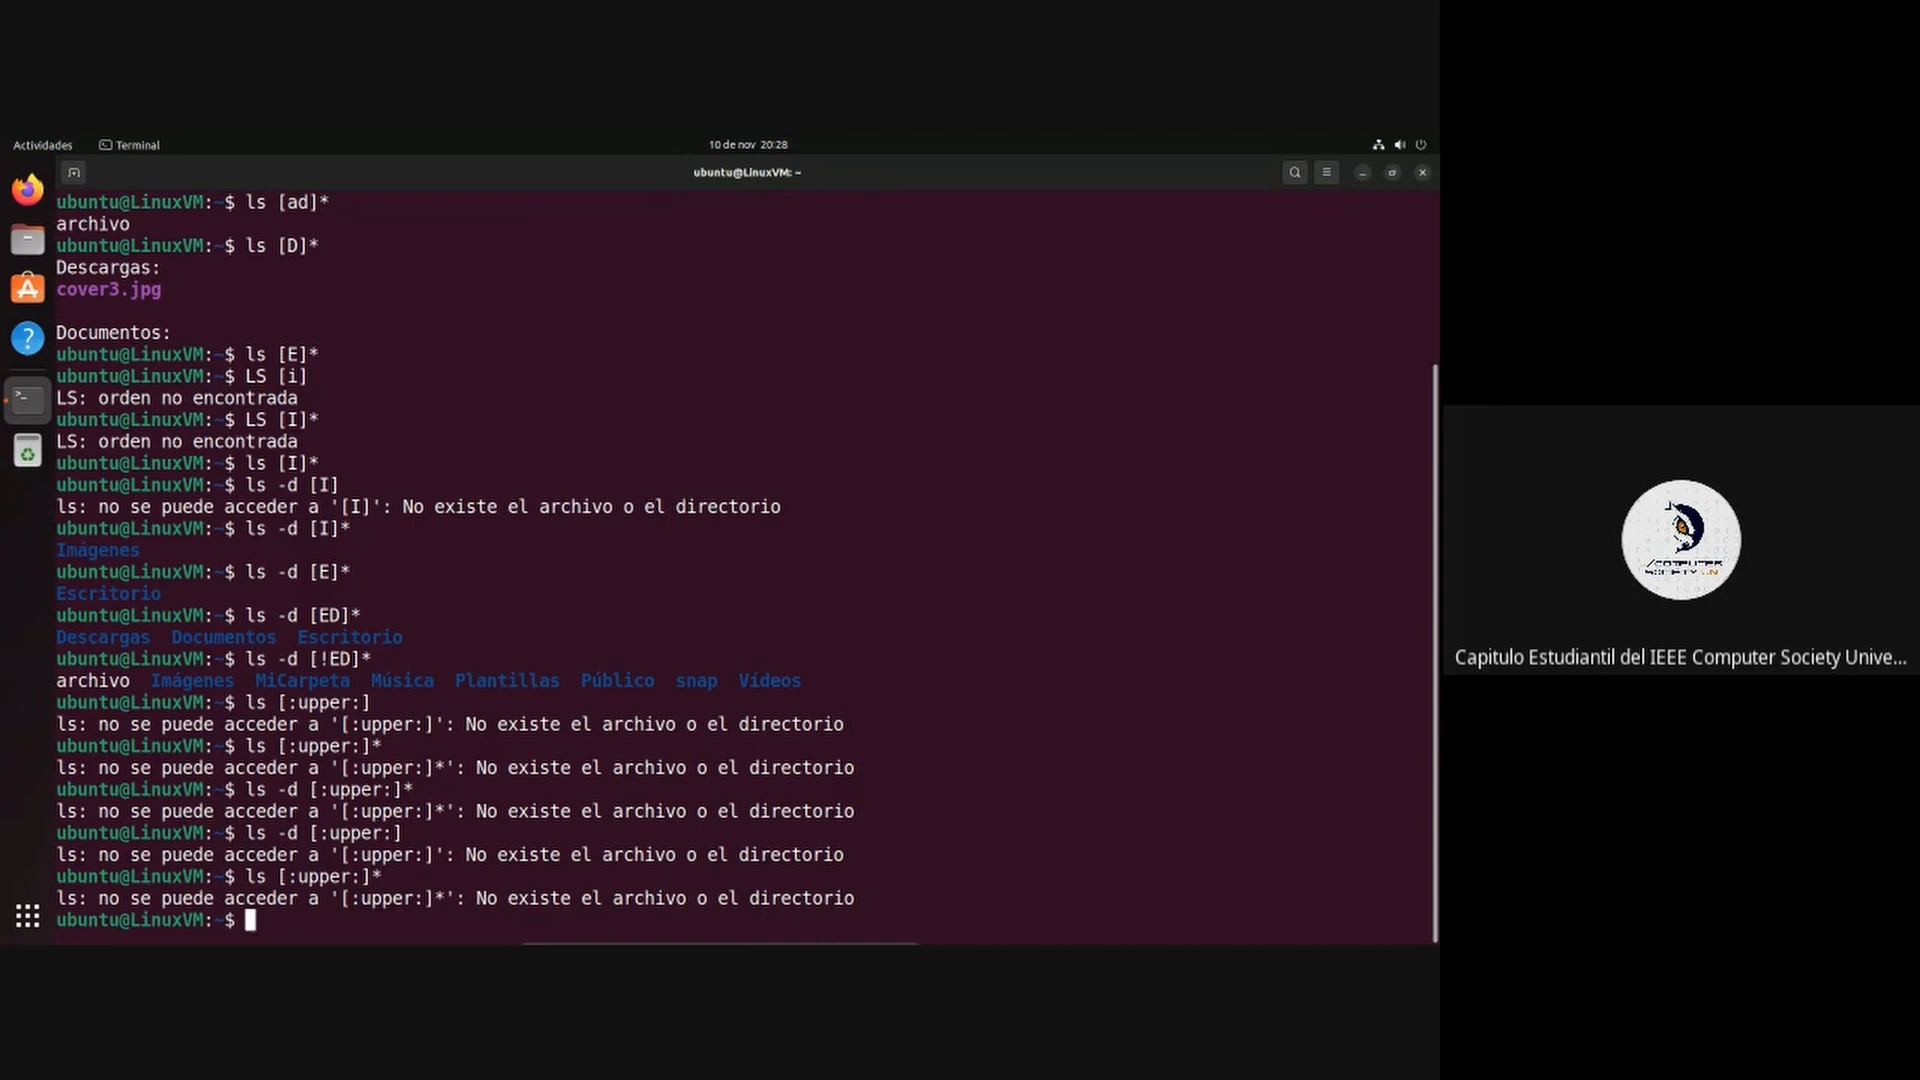 Actividades Terminal 10 de nov 20:28
ubuntu@LinuxVM: ~
ubuntu@LinuxVM:~$ ls [ad]*
archivo
ubuntu@LinuxVM:~$ ls [D]*
Descargas:
cover3.jpg
Documentos:
ubuntu@LinuxVM:~$ ls [E]*
ubuntu@LinuxVM:~$ LS [i]
LS: orden no encontrada
ubuntu@LinuxVM:~$ LS [I]*
LS: orden no encontrada
ubuntu@LinuxVM:~$ ls [I]*
ubuntu@LinuxVM:~$ ls -d [I]
ls: no se puede acceder a '[I]': No existe el archivo o el directorio
ubuntu@LinuxVM:~$ ls -d [I]*
Imágenes
ubuntu@LinuxVM:~$ ls -d [E]*
Escritorio
ubuntu@LinuxVM:~$ ls -d [ED]*
Descargas Documentos Escritorio
ubuntu@LinuxVM:~$ ls -d [!ED]*
archivo Imágenes MiCarpeta Música Plantillas Público snap Vídeos
ubuntu@LinuxVM:~$ ls [:upper:]
ls: no se puede acceder a '[:upper:]': No existe el archivo o el directorio
ubuntu@LinuxVM:~$ ls [:upper:]*
ls: no se puede acceder a '[:upper:]*': No existe el archivo o el directorio
ubuntu@LinuxVM:~$ ls -d [:upper:]*
ls: no se puede acceder a '[:upper:]*': No existe el archivo o el directorio
ubuntu@LinuxVM:~$ ls -d [:upper:]
ls: no se puede acceder a '[:upper:]': No existe el archivo o el directorio
ubuntu@LinuxVM:~$ ls [:upper:]*
ls: no se puede acceder a '[:upper:]*': No existe el archivo o el directorio
ubuntu@LinuxVM:~$
Capitulo Estudiantil del IEEE Computer Society Unive...